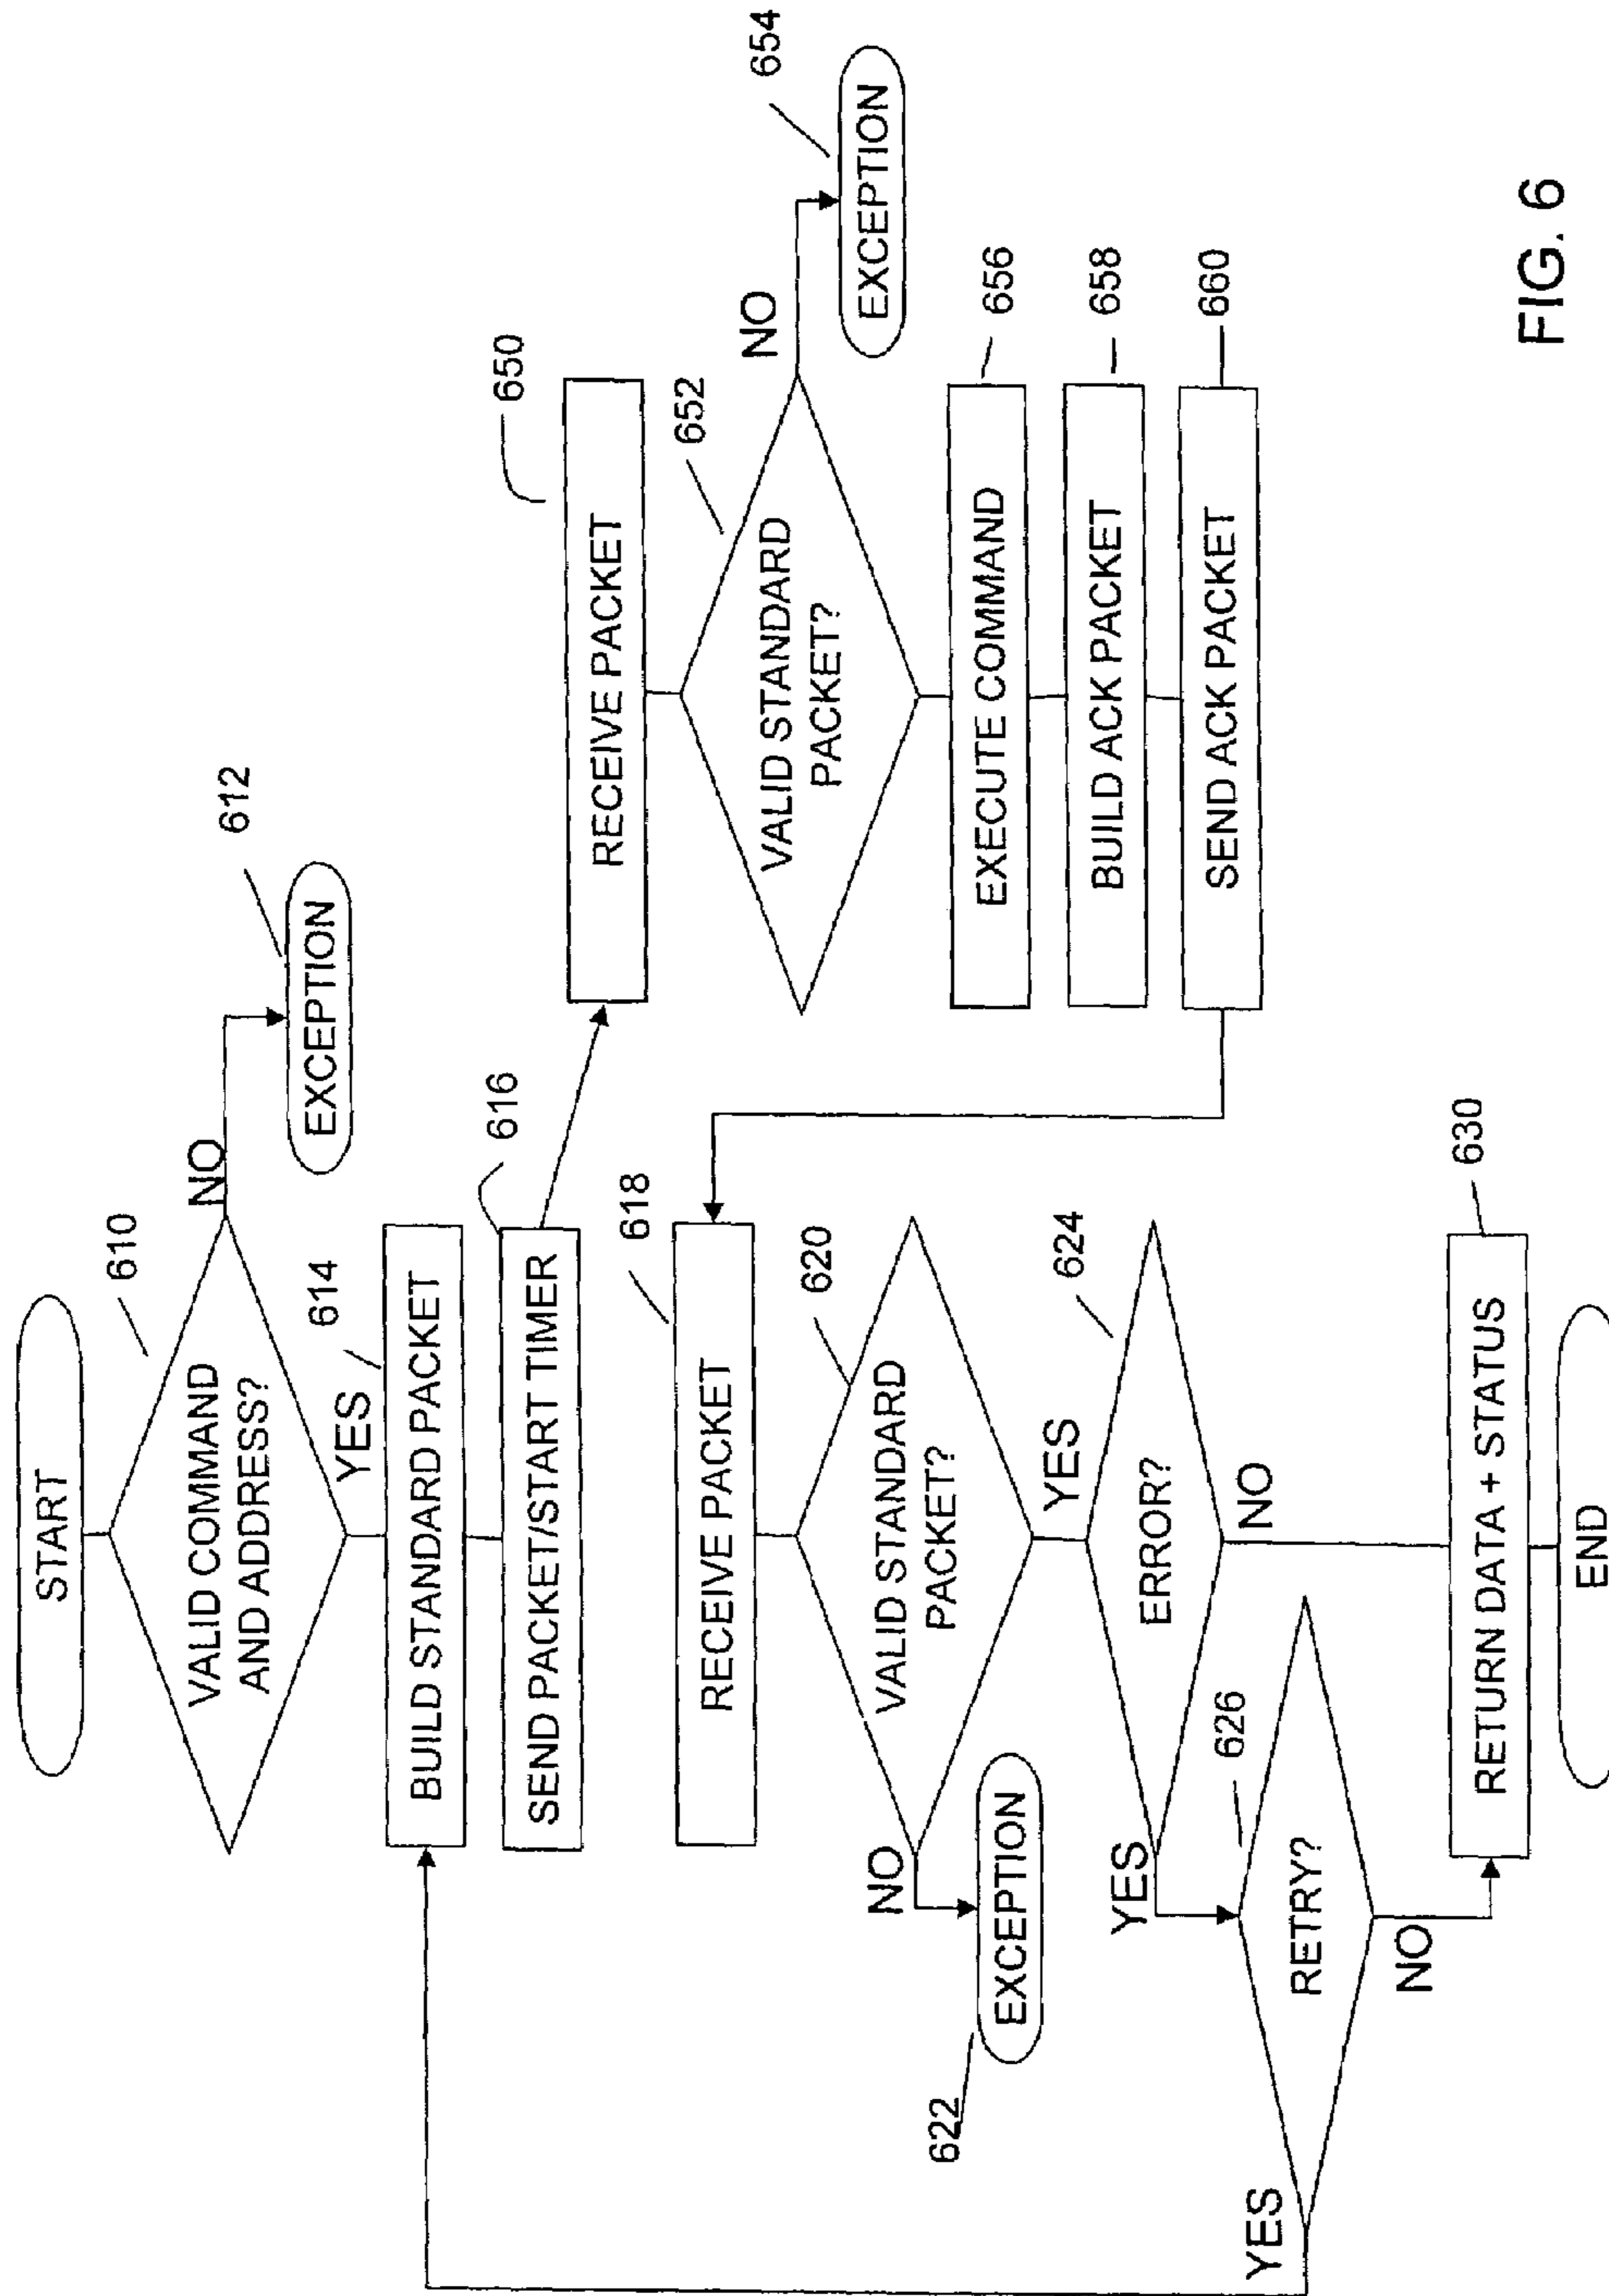 START
610
VALID COMMAND
AND ADDRESS?
NO
612
EXCEPTION
YES
614
BUILD STANDARD PACKET
616
SEND PACKET/START TIMER
650
RECEIVE PACKET
652
VALID STANDARD
PACKET?
NO
654
EXCEPTION
EXECUTE COMMAND
656
BUILD ACK PACKET
658
SEND ACK PACKET
660
618
RECEIVE PACKET
620
VALID STANDARD
PACKET?
NO
EXCEPTION
622
YES
624
ERROR?
YES
NO
626
RETRY?
YES
NO
630
RETURN DATA + STATUS
END
FIG. 6